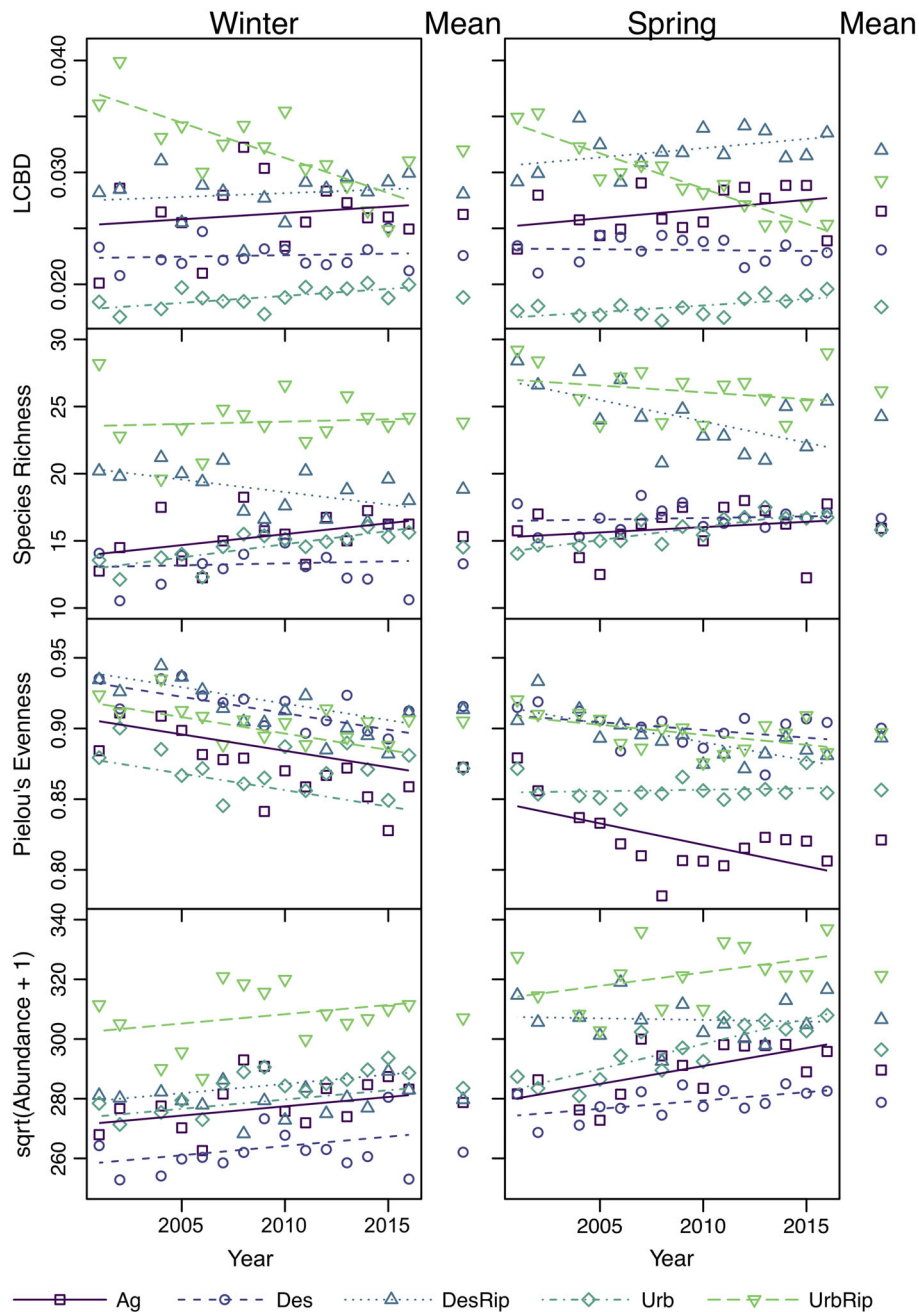 Winter Mean Spring Mean
LCBD
0.040
0.030
0.020
Species Richness
30
25
20
15
10
Pielou's Evenness
0.95
0.90
0.85
0.80
sqrt(Abundance + 1)
340
320
300
280
260
2005 2010 2015 2005 2010 2015
Year Year
Ag Des DesRip Urb UrbRip